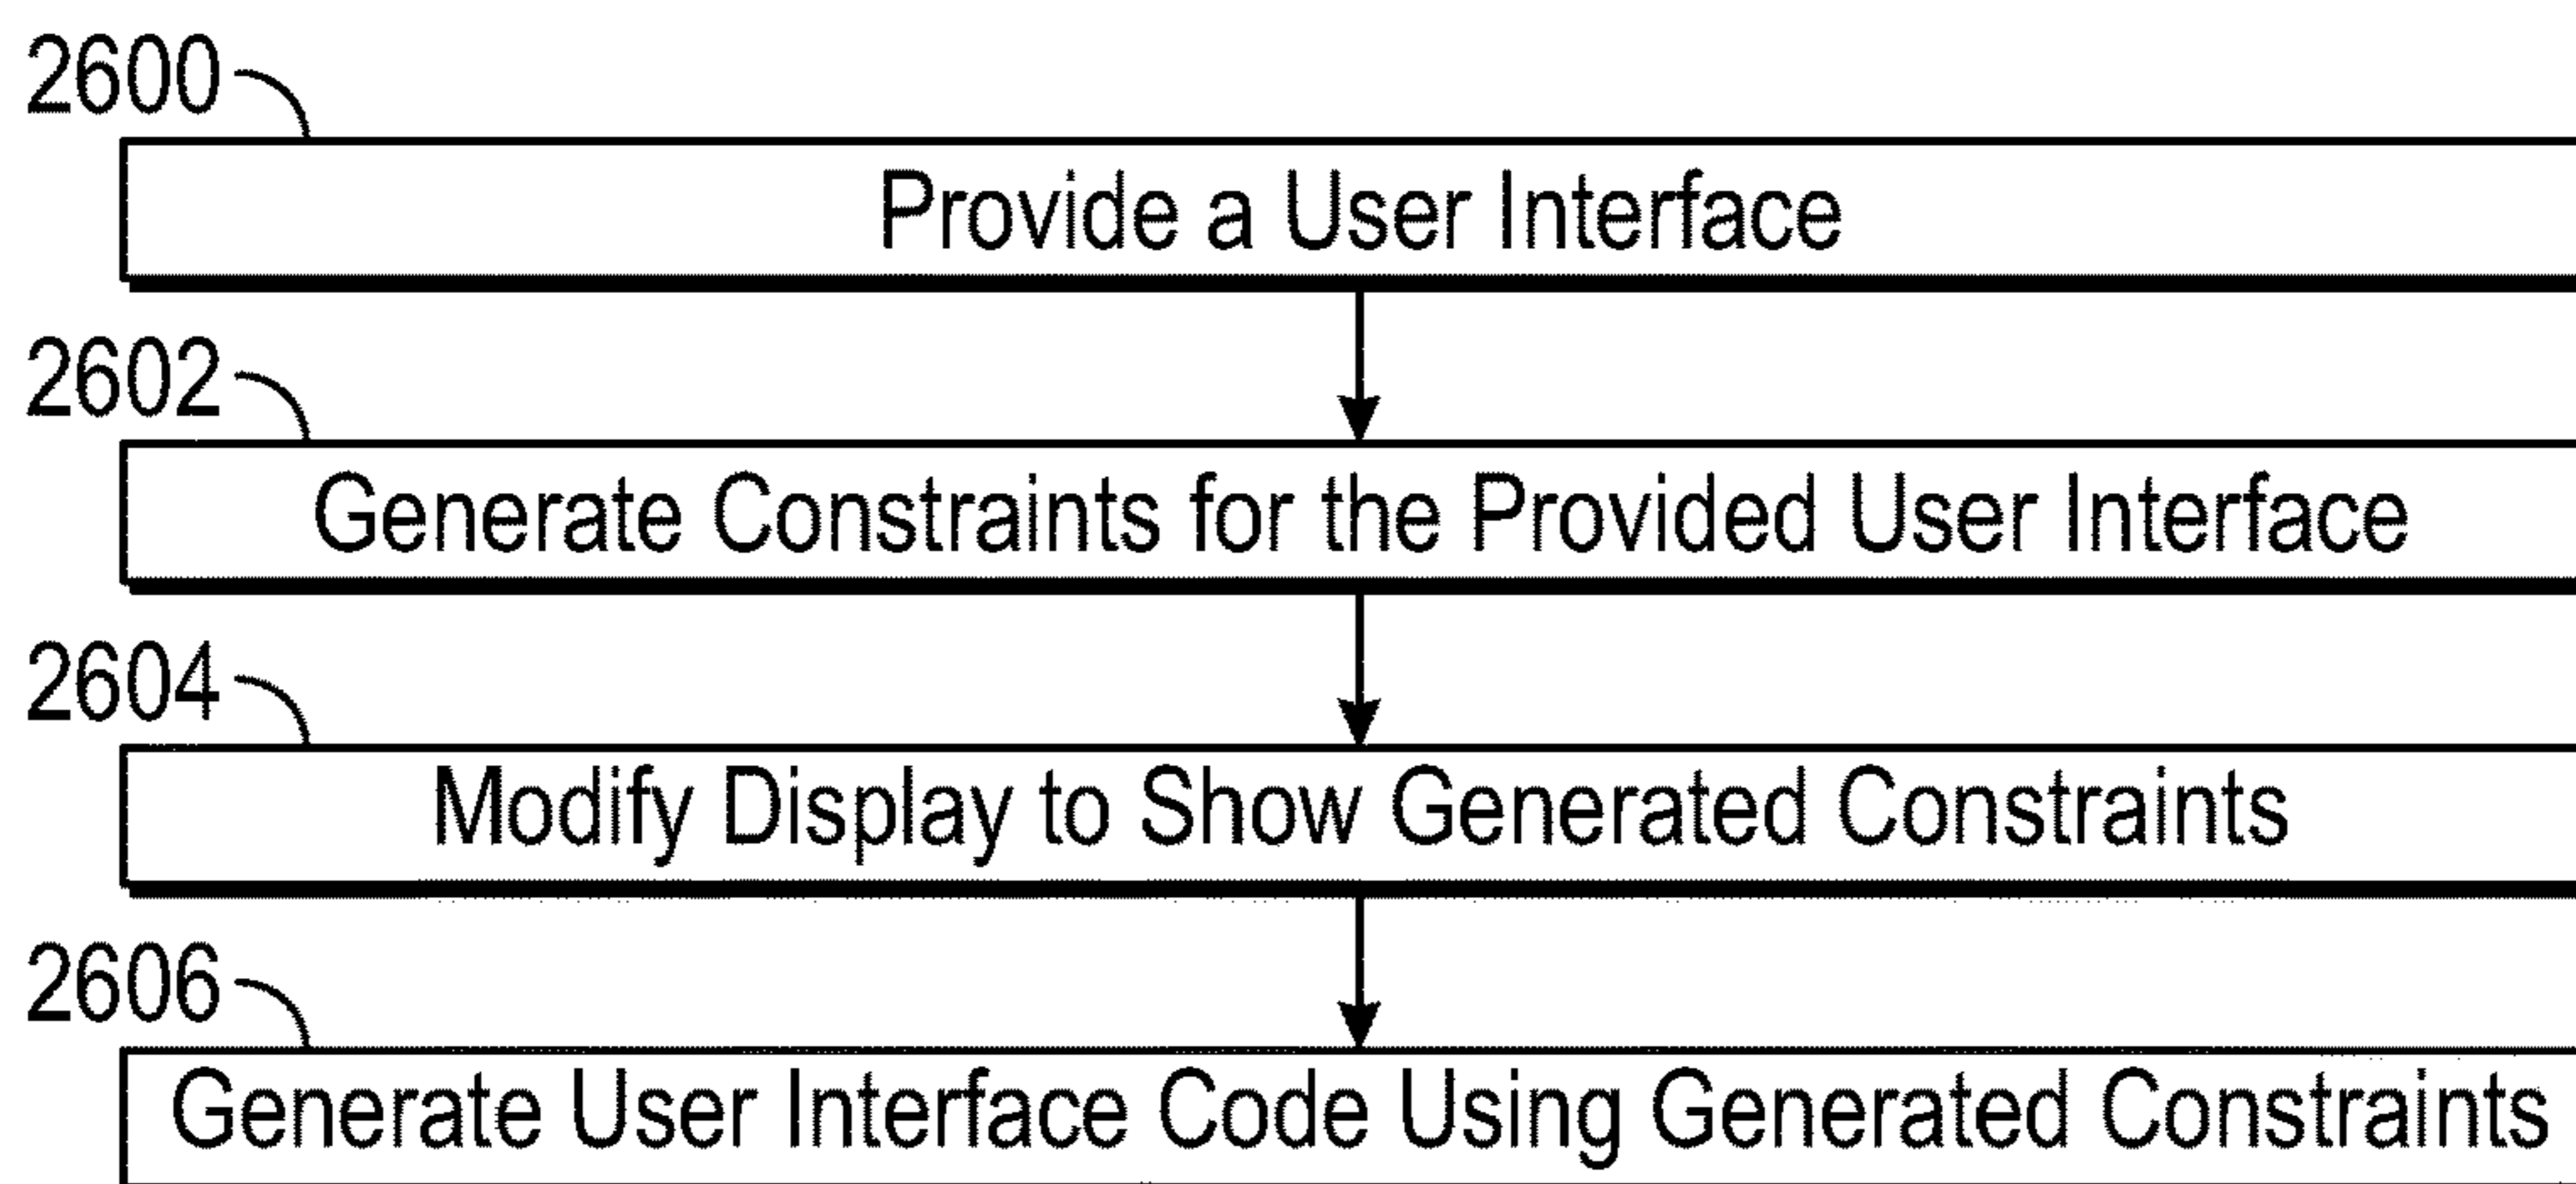 2600
Provide a User Interface
2602
Generate Constraints for the Provided User Interface
2604
Modify Display to Show Generated Constraints
2606
Generate User Interface Code Using Generated Constraints